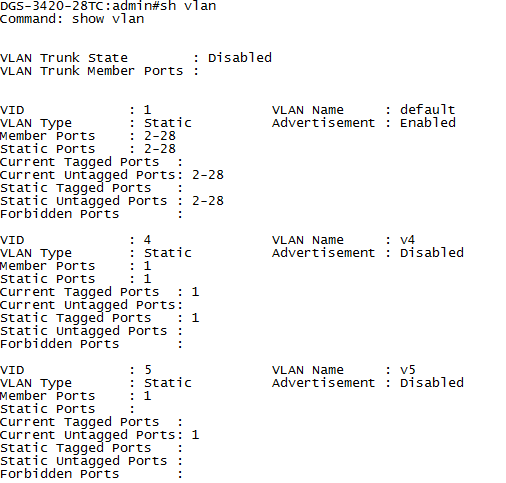 DGS-3420-28TC:admin#sh vlan
Command: show vlan
VLAN Trunk State          : Disabled
VLAN Trunk Member Ports :
VID             : 1               VLAN Name     : default
VLAN Type       : Static          Advertisement : Enabled
Member Ports    : 2-28
Static Ports    : 2-28
Current Tagged Ports  :
Current Untagged Ports: 2-28
Static Tagged Ports   :
Static Untagged Ports : 2-28
Forbidden Ports       :
VID             : 4               VLAN Name     : v4
VLAN Type       : Static          Advertisement : Disabled
Member Ports    : 1
Static Ports    : 1
Current Tagged Ports  : 1
Current Untagged Ports:
Static Tagged Ports   : 1
Static Untagged Ports :
Forbidden Ports       :
VID             : 5               VLAN Name     : v5
VLAN Type       : Static          Advertisement : Disabled
Member Ports    : 1
Static Ports    :
Current Tagged Ports  :
Current Untagged Ports: 1
Static Tagged Ports   :
Static Untagged Ports :
Forbidden Ports       :